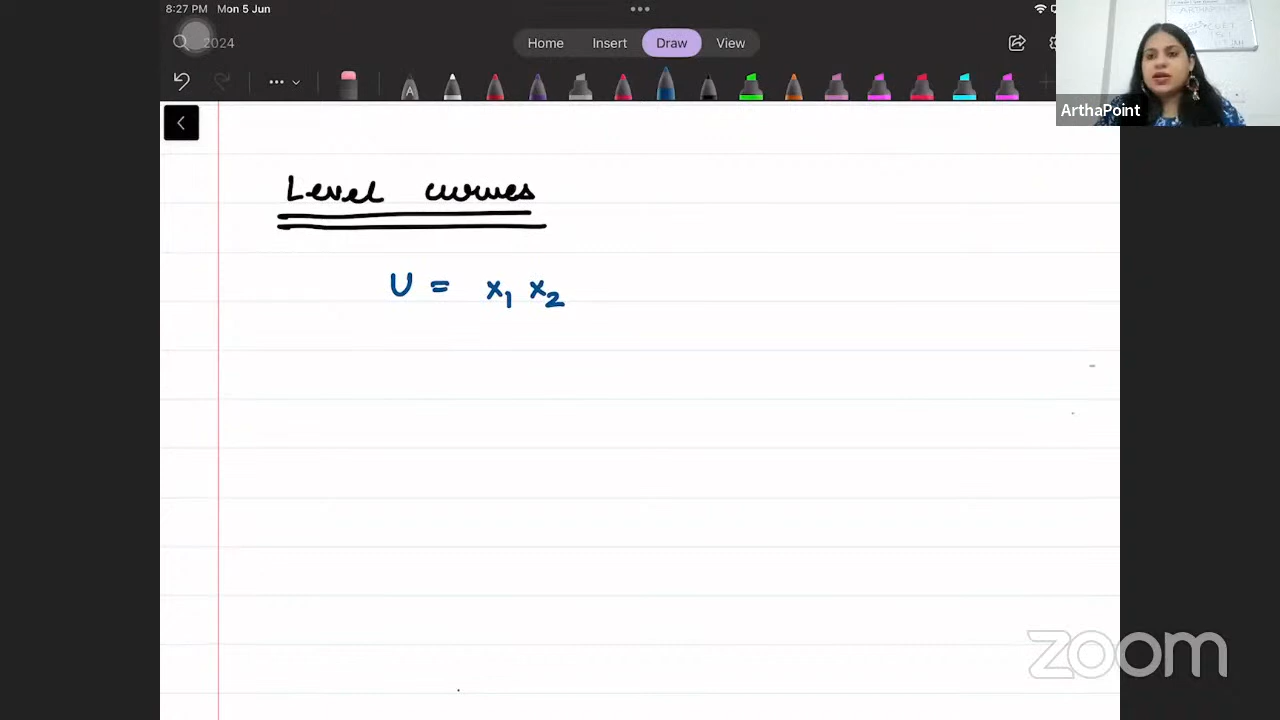 8:27 PM Mon 5 Jun
2024
Home Insert Draw View
A
ArthaPoint
Level curves
U = x₁ x₂
zoom